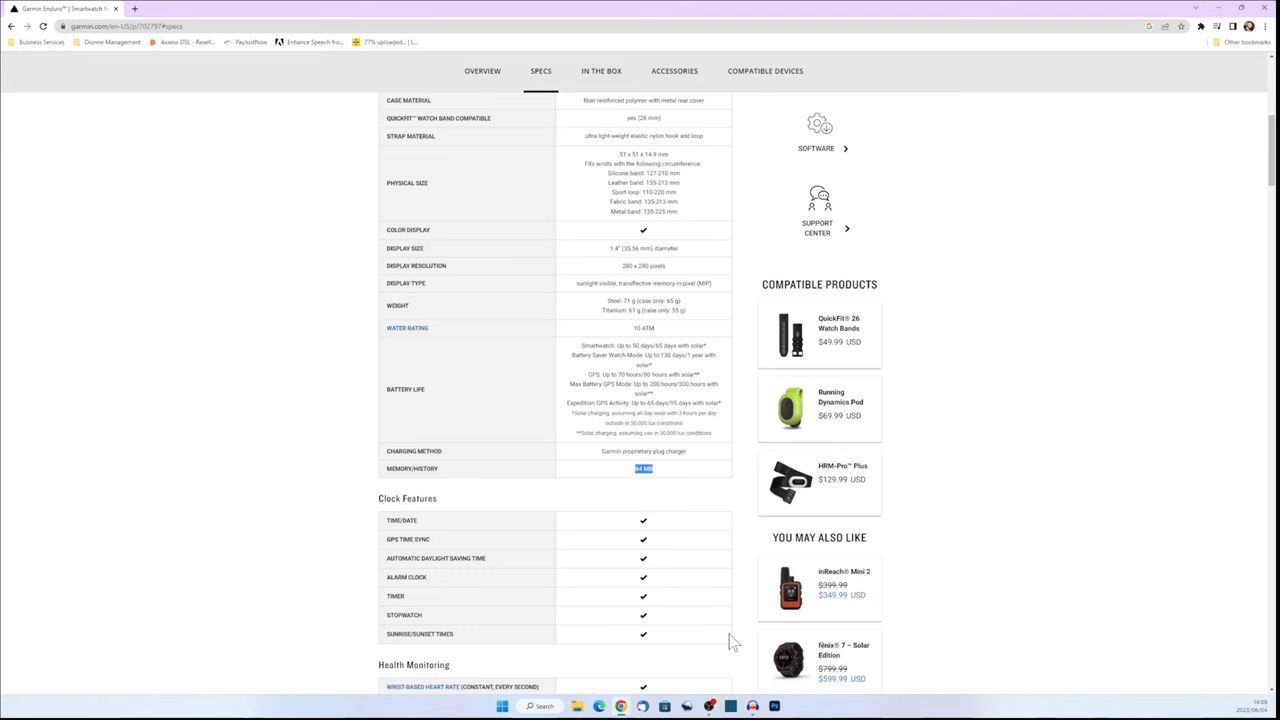 Garmin Enduro™ | Smartwatch
garmin.com/en-US/p/702797#specs
Business Services
Dionne Management
Axxess DSL - Resell...
PayJustNow
Enhance Speech fro...
77% uploaded... | L...
Other bookmarks
OVERVIEW SPECS IN THE BOX ACCESSORIES COMPATIBLE DEVICES
CASE MATERIAL fiber-reinforced polymer with metal rear cover
QUICKFIT™ WATCH BAND COMPATIBLE yes (26 mm)
STRAP MATERIAL ultra light-weight elastic nylon hook and loop
PHYSICAL SIZE
51 x 51 x 14.9 mm
Fits wrists with the following circumference:
Silicone band: 127-210 mm
Leather band: 135-213 mm
Sport loop: 110-220 mm
Fabric band: 135-213 mm
Metal band: 135-225 mm
COLOR DISPLAY ✔
DISPLAY SIZE 1.4" (35.56 mm) diameter
DISPLAY RESOLUTION 280 x 280 pixels
DISPLAY TYPE sunlight-visible, transflective memory-in-pixel (MIP)
WEIGHT
Steel: 71 g (case only: 65 g)
Titanium: 61 g (case only: 55 g)
WATER RATING 10 ATM
BATTERY LIFE
Smartwatch: Up to 50 days/65 days with solar*
Battery Saver Watch Mode: Up to 130 days/1 year with
solar*
GPS: Up to 70 hours/80 hours with solar**
Max Battery GPS Mode: Up to 200 hours/300 hours with
solar**
Expedition GPS Activity: Up to 65 days/95 days with solar*
*Solar charging, assuming all-day wear with 3 hours per day
outside in 50,000 lux conditions
**Solar charging, assuming use in 50,000 lux conditions
CHARGING METHOD Garmin proprietary plug charger
MEMORY/HISTORY 64 MB
Clock Features
TIME/DATE ✔
GPS TIME SYNC ✔
AUTOMATIC DAYLIGHT SAVING TIME ✔
ALARM CLOCK ✔
TIMER ✔
STOPWATCH ✔
SUNRISE/SUNSET TIMES ✔
Health Monitoring
WRIST-BASED HEART RATE (CONSTANT, EVERY SECOND) ✔
SOFTWARE
SUPPORT
CENTER
COMPATIBLE PRODUCTS
QuickFit® 26
Watch Bands
$49.99 USD
Running
Dynamics Pod
$69.99 USD
HRM-Pro™ Plus
$129.99 USD
YOU MAY ALSO LIKE
inReach® Mini 2
$399.99
$349.99 USD
fēnix® 7 – Solar
Edition
$799.99
$599.99 USD
Search
14:09
2023/06/04